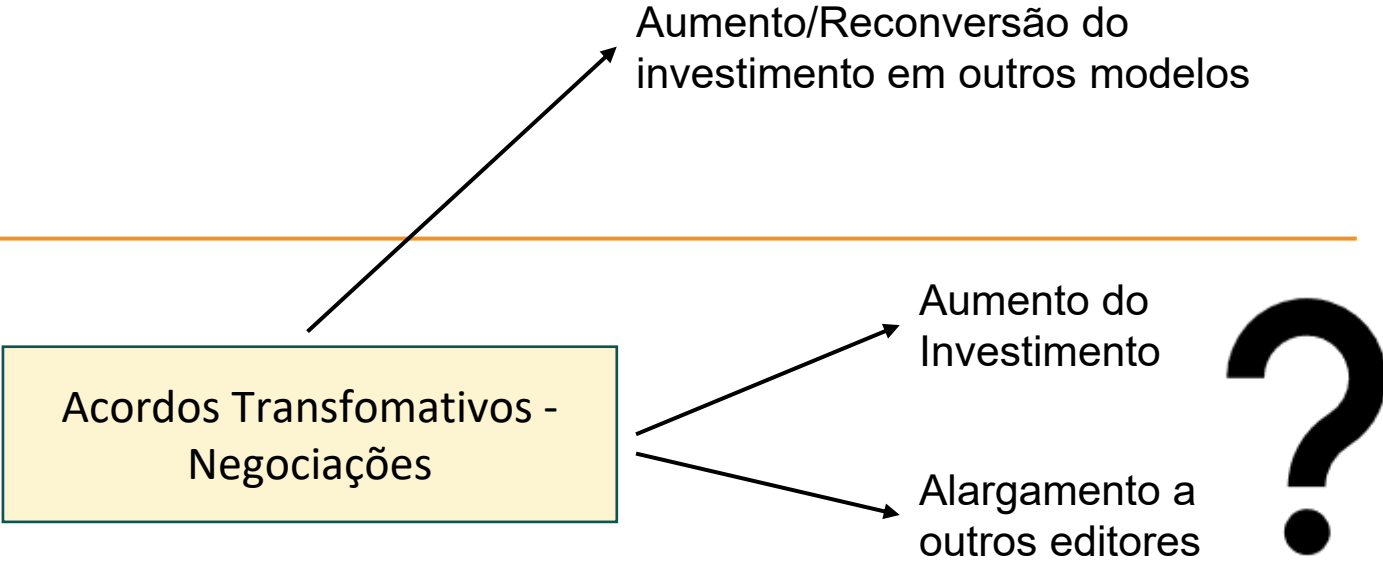 Aumento/Reconversão do
investimento em outros modelos
Aumento do
Investimento
Acordos Transfomativos -
Negociações
Alargamento a
outros editores
?